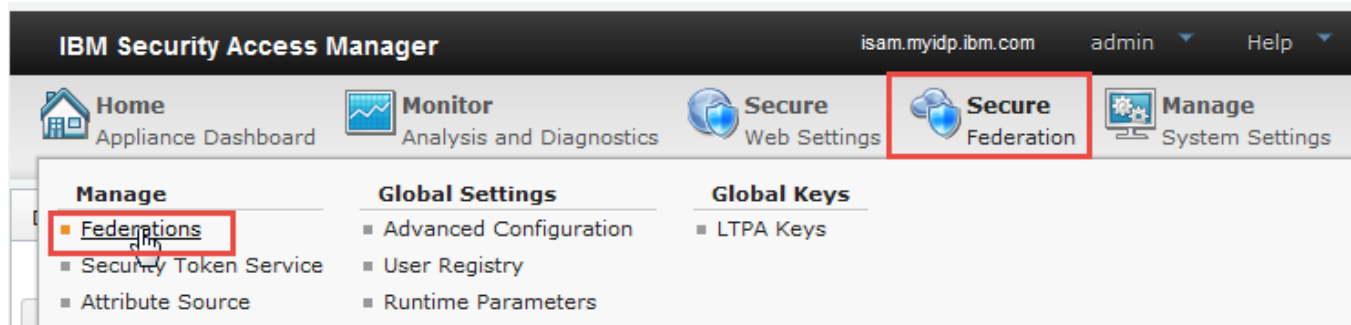 IBM Security Access Manager isam.myidp.ibm.com admin Help
Home Monitor Secure Secure Manage
Appliance Dashboard Analysis and Diagnostics Web Settings Federation System Settings
Manage Global Settings Global Keys
Federations Advanced Configuration LTPA Keys
Security Token Service User Registry
Attribute Source Runtime Parameters